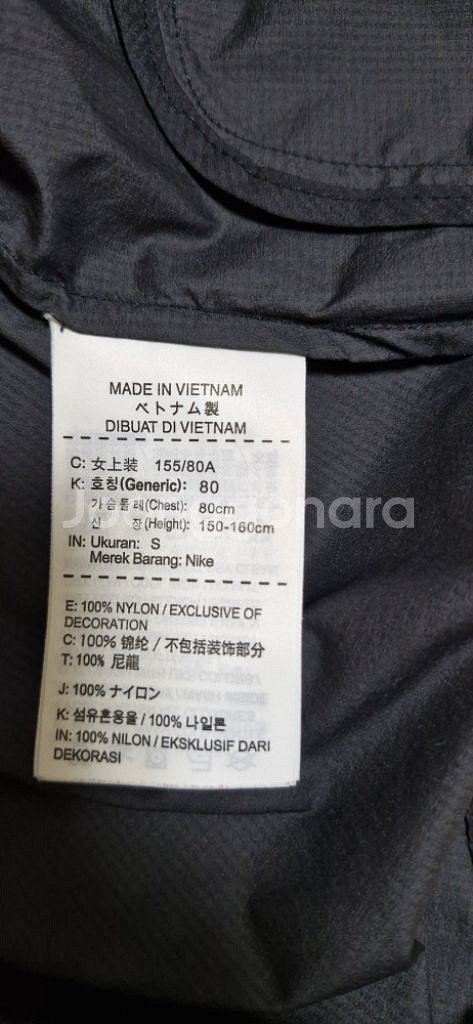 MADE IN VIETNAM
ベトナム製
DIBUAT DI VIETNAM
C: 女上装 155/80A
K: 호칭(Generic): 80
가슴둘레(Chest): 80cm
신 장(Height): 150-160cm
IN: Ukuran: S
Merek Barang: Nike
E: 100% NYLON / EXCLUSIVE OF
DECORATION
C: 100% 锦纶 / 不包括装饰部分
T: 100% 尼龍
J: 100% ナイロン
K: 섬유혼용율 / 100% 나일론
IN: 100% NILON / EKSKLUSIF DARI
DEKORASI